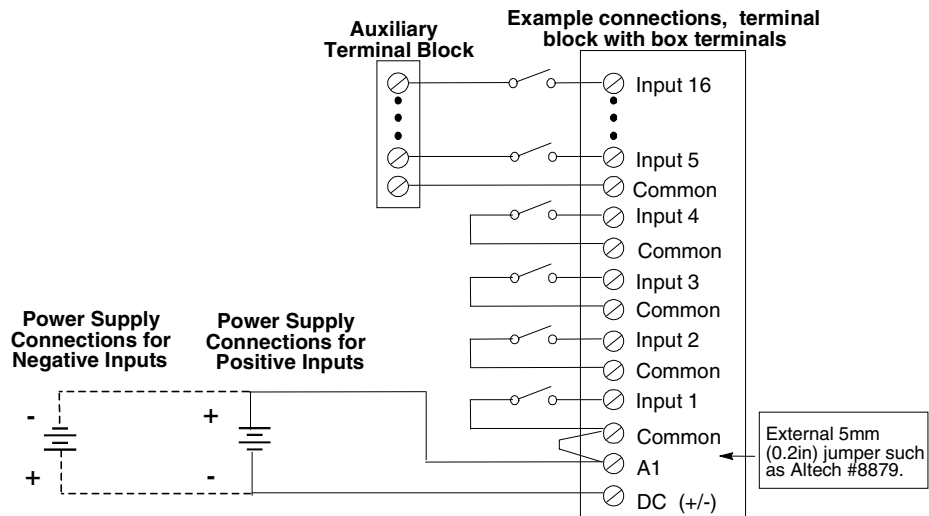 Auxiliary
Terminal Block
Example connections, terminal
block with box terminals
Input 16
Input 5
Common
Input 4
Common
Input 3
Common
Input 2
Common
Input 1
Common
A1
DC (+/-)
External 5mm
(0.2in) jumper such
as Altech #8879.
Power Supply
Connections for
Negative Inputs
Power Supply
Connections for
Positive Inputs
-
+
+
-